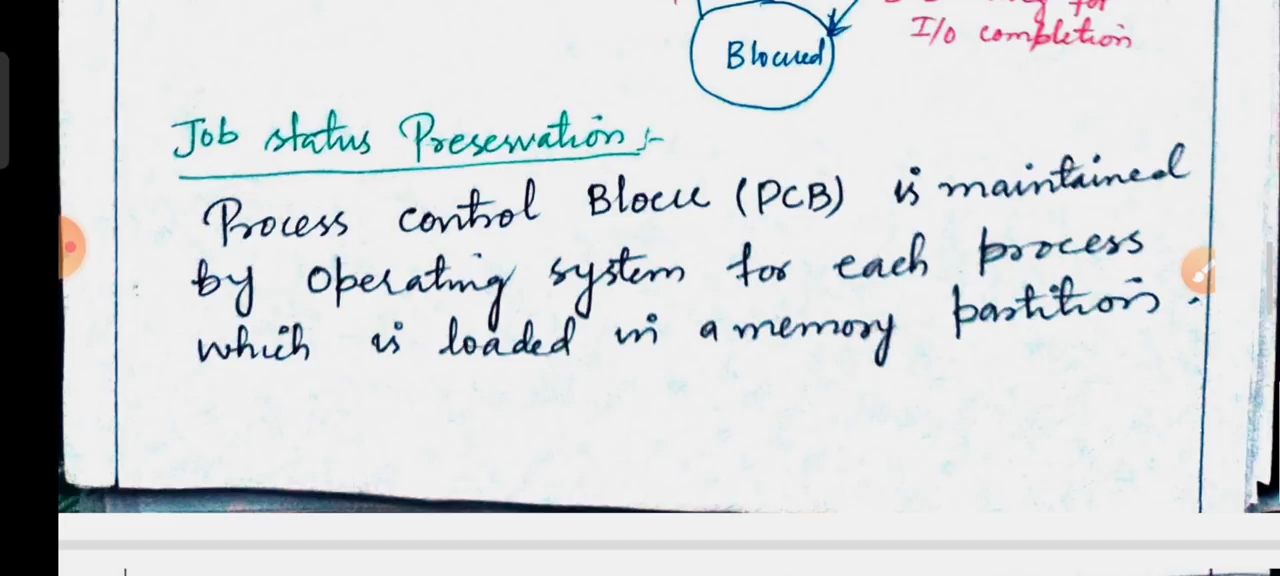 for
I/O completion
Blocked
Job status Preservation :-
Process control Block (PCB) is maintained
by operating system for each process
which is loaded in a memory partition.